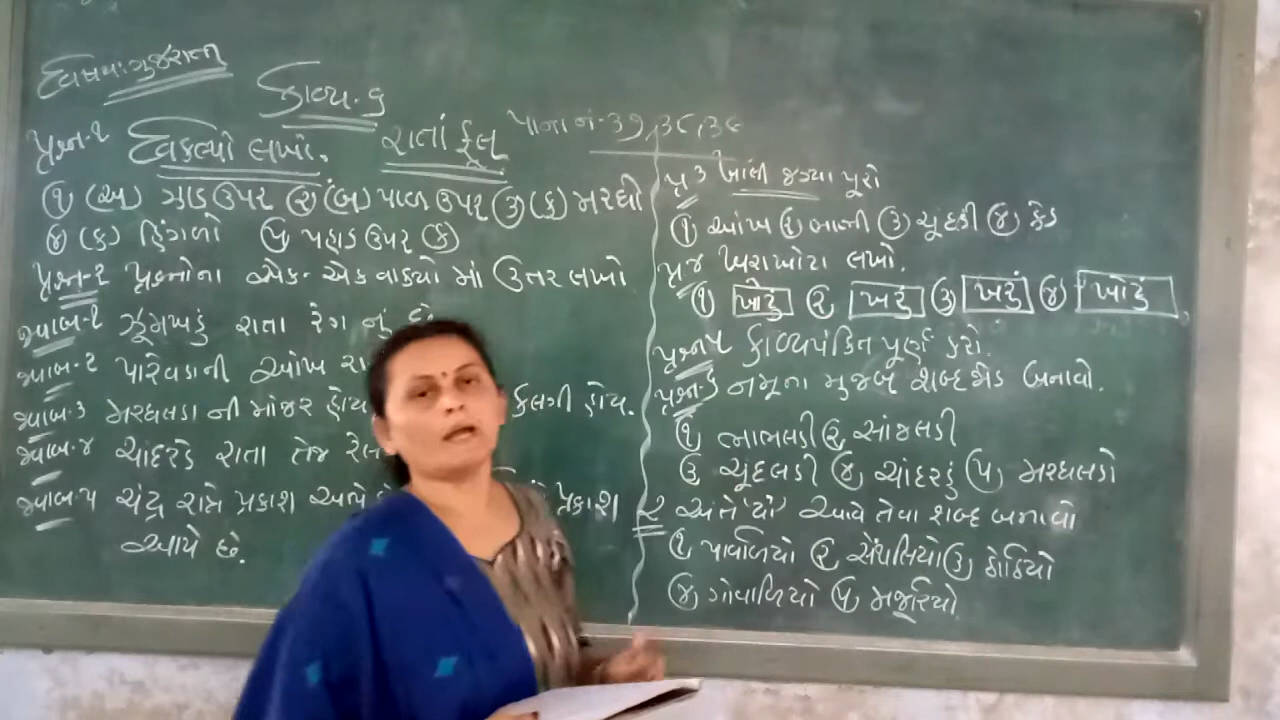 વિષય: ગુજરાતી
કાવ્ય. ૬
પ્રશ્ન-૧ વિકલ્પો લખો. રાતાં ફૂલ પાના નં-૩૭,૩૮,૩૯
૧ (અ) ઝાડ ઉપર ૨ (બ) પાળ ઉપર ૩ (ક) મરઘી
૪ (ક) હિંગળો ૫ પહાડ ઉપર (ક)
પ્રશ્ન-૨ પ્રશ્નોના એક-એક વાક્યો માં ઉત્તર લખો
જવાબ-૧ ઝૂમખડું રાતા રંગ નું છે
જવાબ-૨ પારેવડાની આંખ રા
જવાબ-૩ મરઘલડા ની માંજર હોય કલગી હોય.
જવાબ-૪ ચાંદરડે રાતા તેજ રેલ
જવાબ-૫ ચંદ્ર રાત્રે પ્રકાશ આપે છે પ્રકાશ
આપે છે.
પ્ર ૩ ખાલી જગ્યા પૂરો
૧ આંખ ૨ બાની ૩ ચૂંદડી ૪ કેડ
પ્ર ૪ ખરાખોટા લખો.
૧ ખોટું ૨ ખરું ૩ ખરું ૪ ખોટું
પ્રશ્ન ૫ કાવ્યપંકિત પૂર્ણ કરો.
પ્રશ્ન-૬ નમૂના મુજબ શબ્દ જોડ બનાવો.
૧ ભાભલડી ૨ સાંજલડી
૩ ચૂંદલડી ૪ ચાંદરડું ૫ મરઘલડો
૨ અંતે 'યો' આવે તેવા શબ્દ બનાવો
૧ પાવળિયો ૨ સેંપતિયો ૩ હોઠિયો
૪ ગોવાળિયો ૫ મજૂરિયો